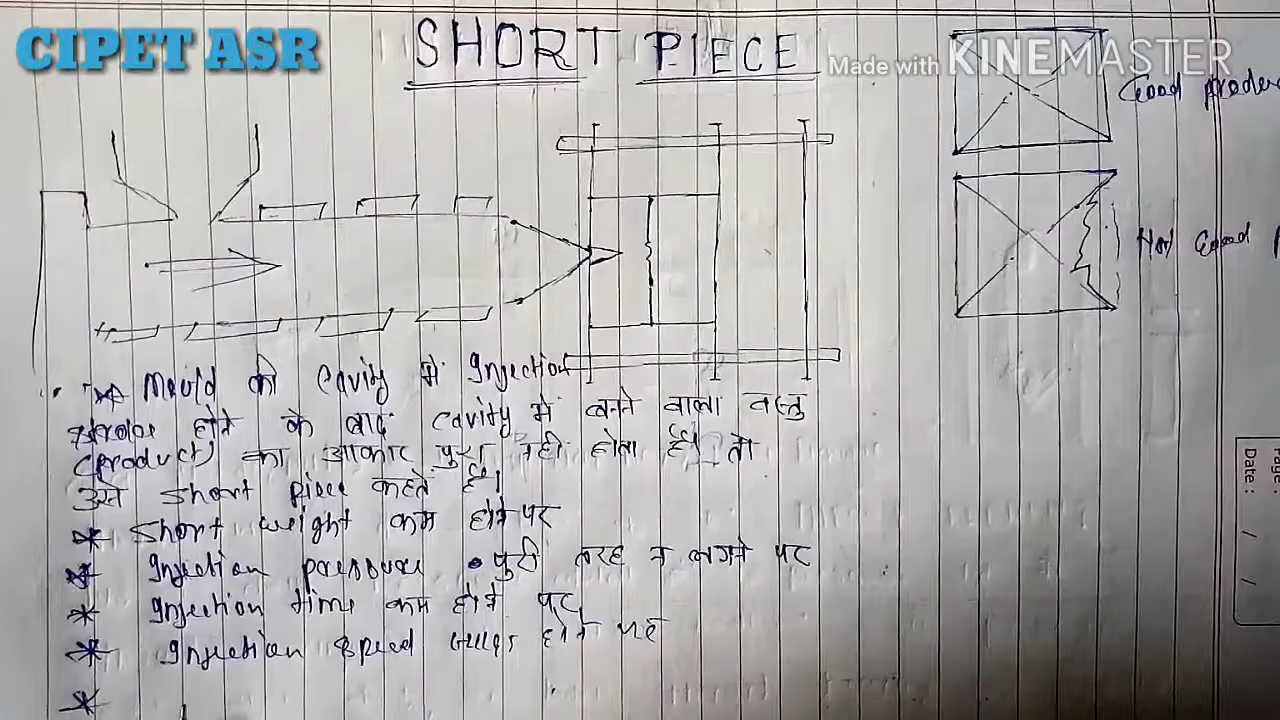 CIPET ASR
SHORT PIECE
Made with KINEMASTER
Good
Not Good
* Mould की cavity में Injection
होने के बाद cavity में बनने वाला वस्तु
(product) का आकार पुरा नही होता है। तो
उसे short piece कहते है।
* Short weight कम होने पर
* Injection pressure पुरी तरह न लगने पर
* Injection time कम होने पर,
* Injection speed होने पर
*
Page :
Date : / /